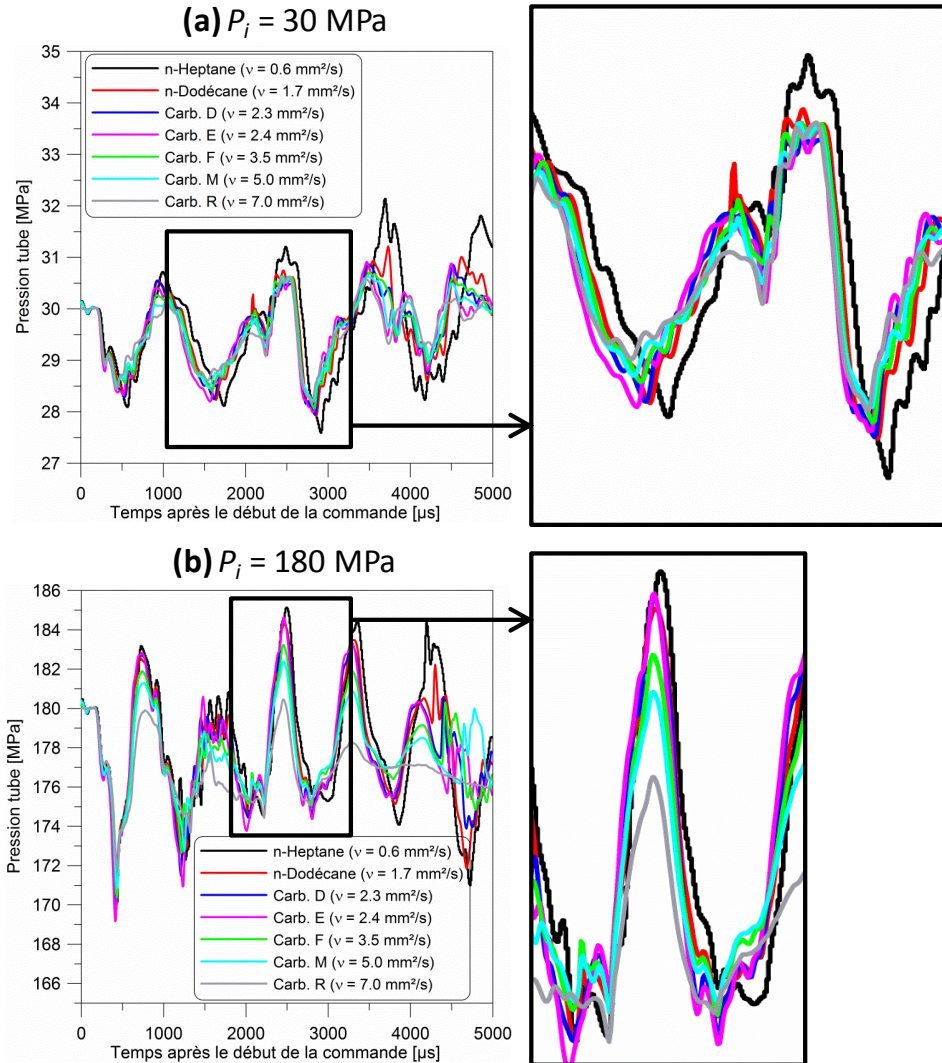 (a) Pi = 30 MPa
35
34
33
32
31
30
29
28
27
Pression tube [MPa]
n-Heptane (ν = 0.6 mm²/s)
n-Dodécane (ν = 1.7 mm²/s)
Carb. D (ν = 2.3 mm²/s)
Carb. E (ν = 2.4 mm²/s)
Carb. F (ν = 3.5 mm²/s)
Carb. M (ν = 5.0 mm²/s)
Carb. R (ν = 7.0 mm²/s)
0 1000 2000 3000 4000 5000
Temps après le début de la commande [µs]
(b) Pi = 180 MPa
186
184
182
180
178
176
174
172
170
168
166
Pression tube [MPa]
n-Heptane (ν = 0.6 mm²/s)
n-Dodécane (ν = 1.7 mm²/s)
Carb. D (ν = 2.3 mm²/s)
Carb. E (ν = 2.4 mm²/s)
Carb. F (ν = 3.5 mm²/s)
Carb. M (ν = 5.0 mm²/s)
Carb. R (ν = 7.0 mm²/s)
0 1000 2000 3000 4000 5000
Temps après le début de la commande [µs]